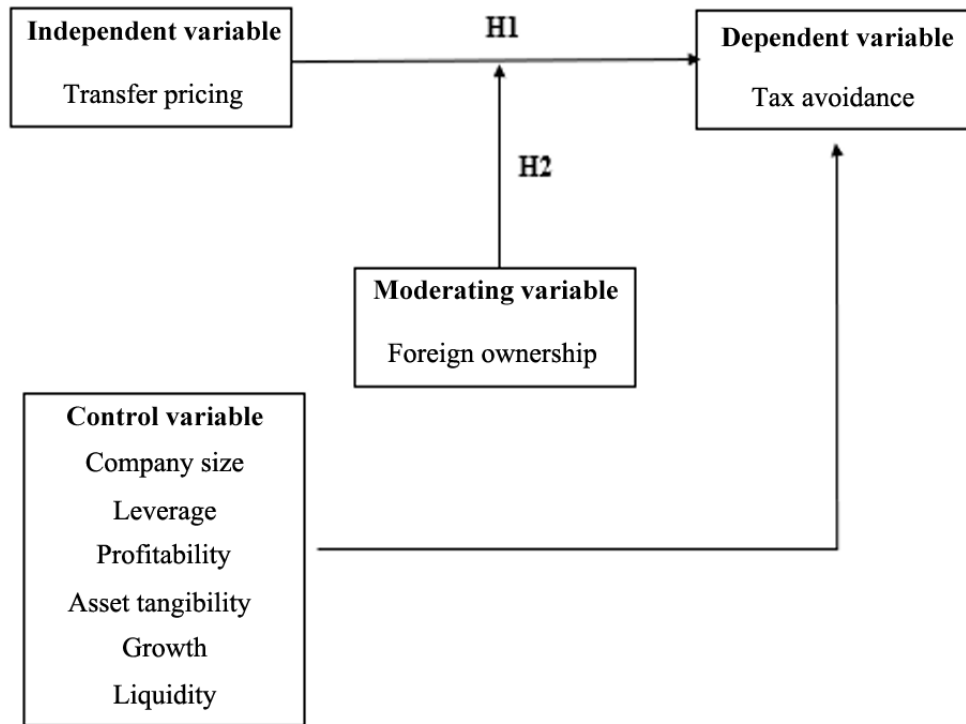 Independent variable
Transfer pricing
H1
Dependent variable
Tax avoidance
H2
Moderating variable
Foreign ownership
Control variable
Company size
Leverage
Profitability
Asset tangibility
Growth
Liquidity